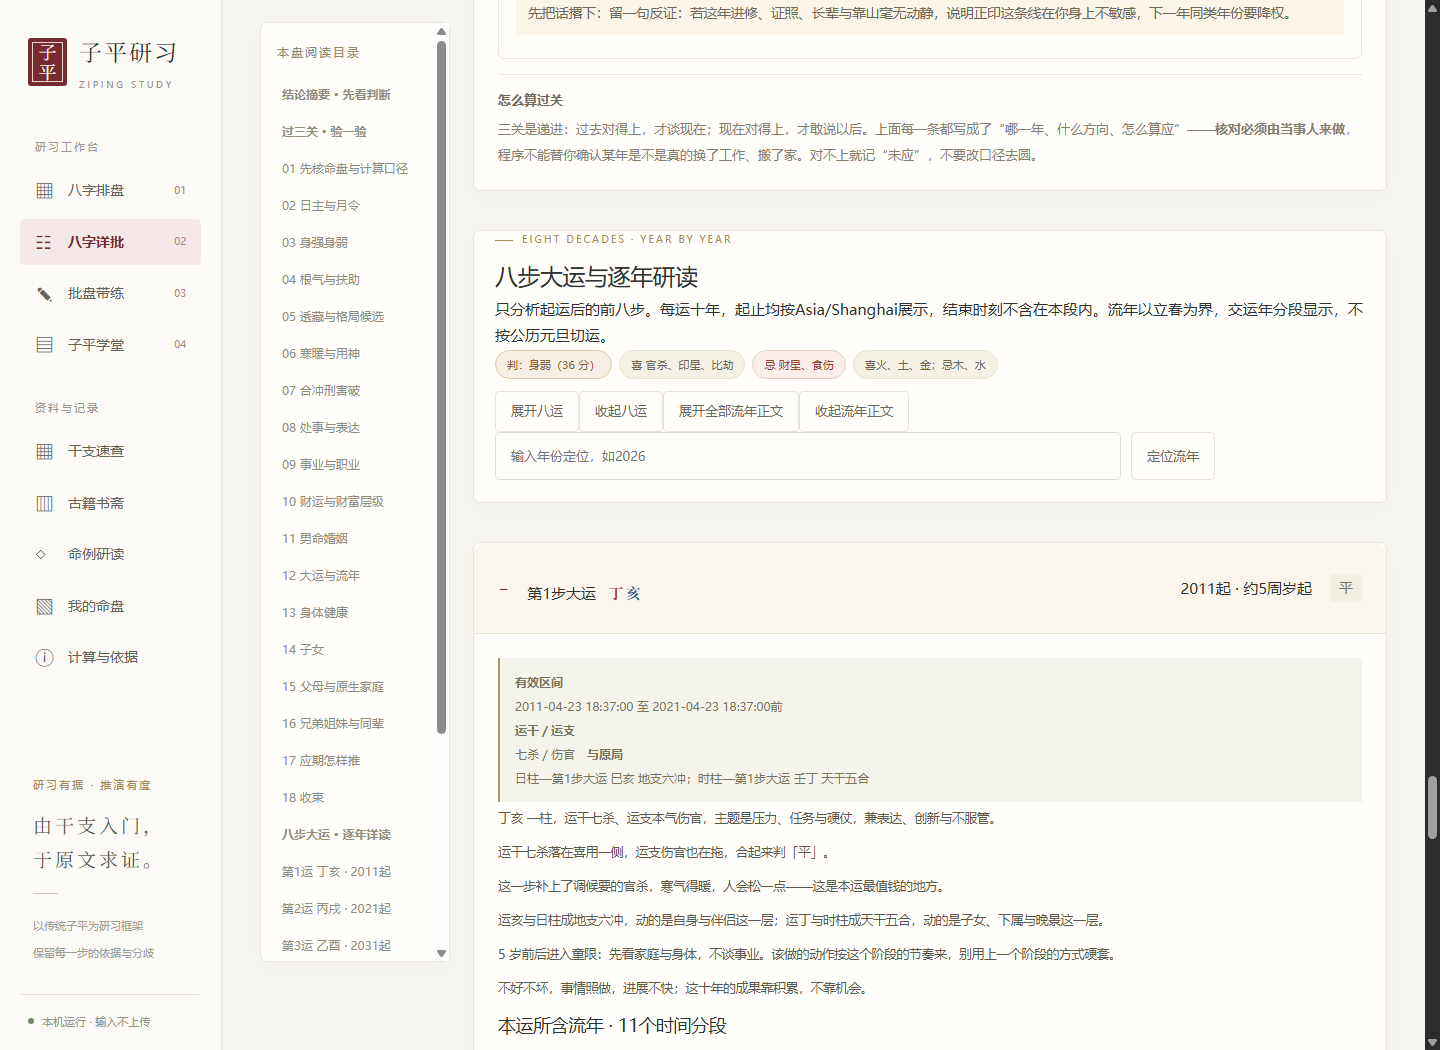 子平
子平研习
ZIPING STUDY
研习工作台
八字排盘 01
八字详批 02
批盘带练 03
子平学堂 04
资料与记录
干支速查
古籍书斋
命例研读
我的命盘
计算与依据
研习有据 · 推演有度
由干支入门，
于原文求证。
以传统子平为研习框架
保留每一步的依据与分歧
本机运行 · 输入不上传
本盘阅读目录
结论摘要 • 先看判断
过三关 • 验一验
01 先核命盘与计算口径
02 日主与月令
03 身强身弱
04 根气与扶助
05 透藏与格局候选
06 寒暖与用神
07 合冲刑害破
08 处事与表达
09 事业与职业
10 财运与财富层级
11 男命婚姻
12 大运与流年
13 身体健康
14 子女
15 父母与原生家庭
16 兄弟姐妹与同辈
17 应期怎样推
18 收束
八步大运 • 逐年详读
第1运 丁亥 · 2011起
第2运 丙戌 · 2021起
第3运 乙酉 · 2031起
先把话撂下：留一句反证：若这年进修、证照、长辈与靠山毫无动静，说明正印这条线在你身上不敏感，下一年同类年份要降权。
怎么算过关
三关是递进：过去对得上，才谈现在；现在对得上，才敢说以后。上面每一条都写成了“哪一年、什么方向、怎么算应”——核对必须由当事人来做，
程序不能替你确认某年是不是真的换了工作、搬了家。对不上就记“未应”，不要改口径去圆。
EIGHT DECADES · YEAR BY YEAR
八步大运与逐年研读
只分析起运后的前八步。每运十年，起止均按Asia/Shanghai展示，结束时刻不含在本段内。流年以立春为界，交运年分段显示，不
按公历元旦切运。
判：身弱（36 分）
喜 官杀、印星、比劫
忌 财星、食伤
喜火、土、金；忌木、水
展开八运
收起八运
展开全部流年正文
收起流年正文
输入年份定位，如2026
定位流年
− 第1步大运 丁亥
2011起 · 约5周岁起 平
有效区间
2011-04-23 18:37:00 至 2021-04-23 18:37:00前
运干 / 运支
七杀 / 伤官 与原局
日柱—第1步大运 巳亥 地支六冲；时柱—第1步大运 壬丁 天干五合
丁亥 一柱，运干七杀、运支本气伤官，主题是压力、任务与硬仗，兼表达、创新与不服管。
运干七杀落在喜用一侧，运支伤官也在拖，合起来判「平」。
这一步补上了调候要的官杀，寒气得暖，人会松一点——这是本运最值钱的地方。
运亥与日柱成地支六冲，动的是自身与伴侣这一层；运丁与时柱成天干五合，动的是子女、下属与晚景这一层。
5 岁前后进入童限：先看家庭与身体，不谈事业。该做的动作按这个阶段的节奏来，别用上一个阶段的方式硬套。
不好不坏，事情照做，进展不快；这十年的成果靠积累，不靠机会。
本运所含流年 · 11个时间分段